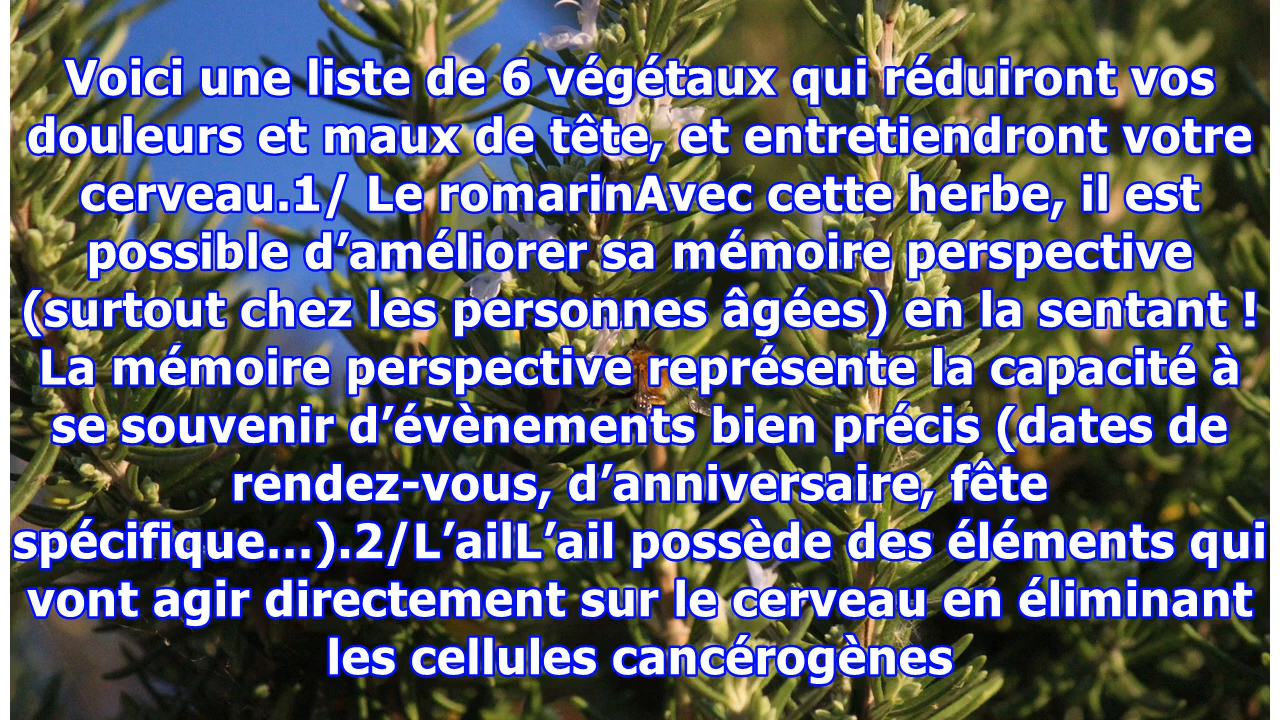 Voici une liste de 6 végétaux qui réduiront vos
douleurs et maux de tête, et entretiendront votre
cerveau.1/ Le romarinAvec cette herbe, il est
possible d’améliorer sa mémoire perspective
(surtout chez les personnes âgées) en la sentant !
La mémoire perspective représente la capacité à
se souvenir d’évènements bien précis (dates de
rendez-vous, d’anniversaire, fête
spécifique…).2/L’ailL’ail possède des éléments qui
vont agir directement sur le cerveau en éliminant
les cellules cancérogènes